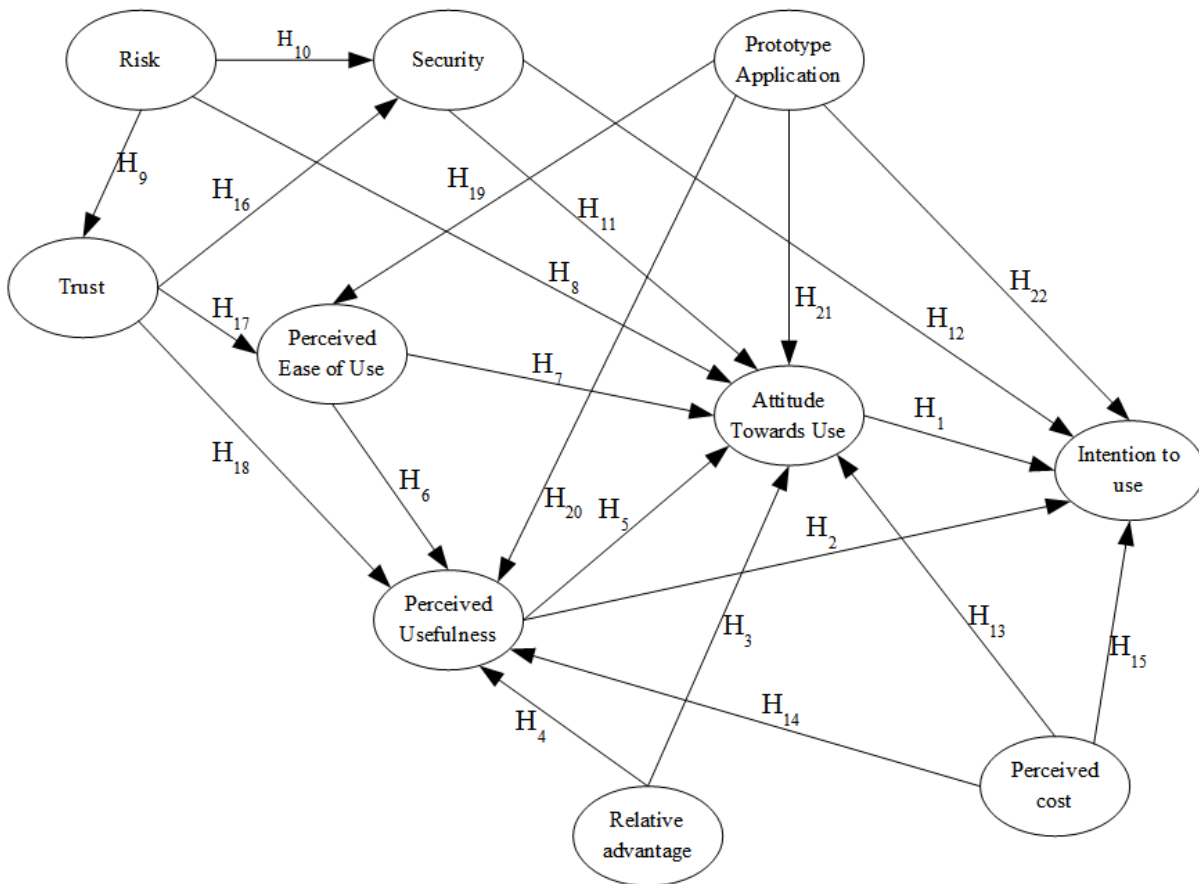 Risk
H10
Security
Prototype
Application
H9
H16
H19
H11
Trust
H17
H8
H21
H22
H12
Perceived
Ease of Use
H7
Attitude
Towards Use
H1
Intention to
use
H18
H6
H20
H5
H2
Perceived
Usefulness
H3
H13
H15
H14
H4
Perceived
cost
Relative
advantage